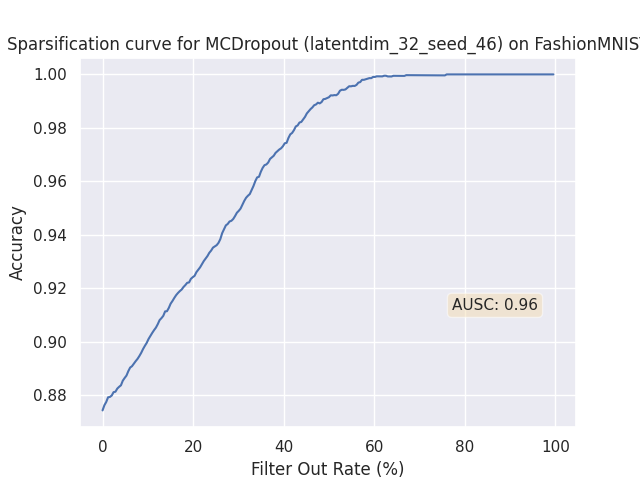 Sparsification curve for MCDropout (latentdim_32_seed_46) on FashionMNIS
1.00
0.98
0.96
0.94
0.92
0.90
0.88
Accuracy
AUSC: 0.96
0 20 40 60 80 100
Filter Out Rate (%)